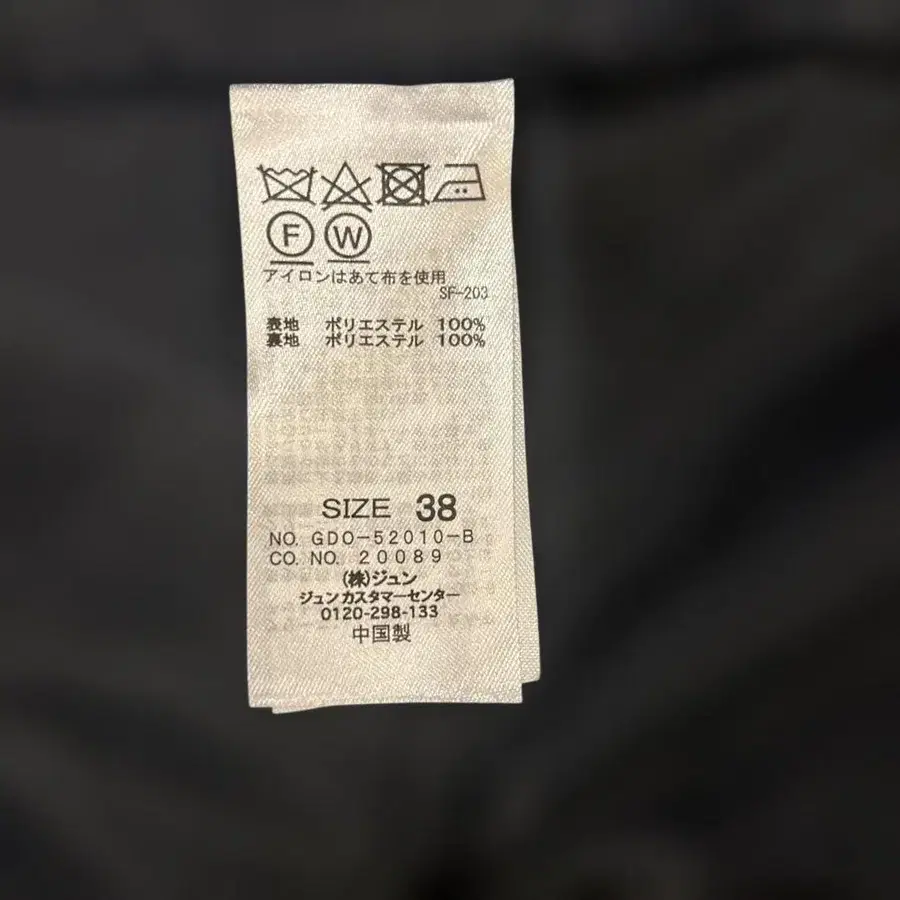 F W
アイロンはあて布を使用
SF-203
表地 ポリエステル 100%
裏地 ポリエステル 100%
SIZE 38
NO. GDO-52010-B
CO. NO. 20089
(株)ジュン
ジュンカスタマーセンター
0120-298-133
中国製